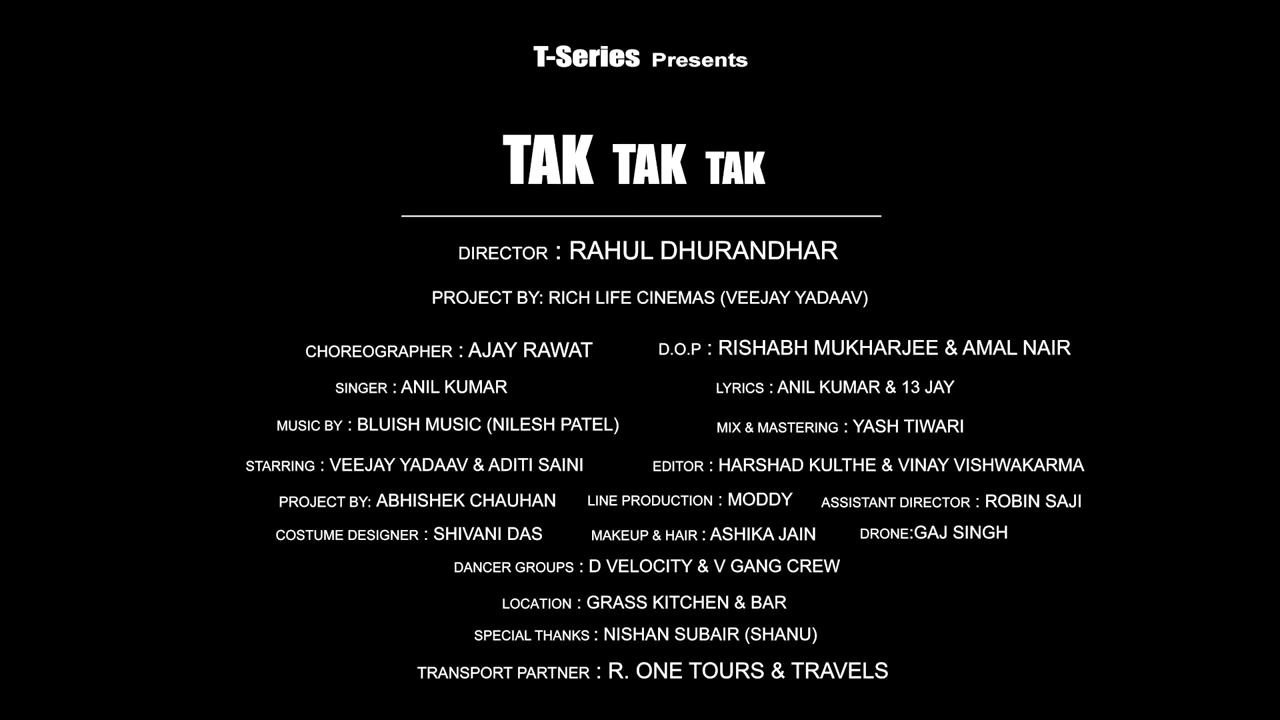 T-Series Presents
TAK TAK TAK
DIRECTOR : RAHUL DHURANDHAR
PROJECT BY: RICH LIFE CINEMAS (VEEJAY YADAAV)
CHOREOGRAPHER : AJAY RAWAT D.O.P : RISHABH MUKHARJEE & AMAL NAIR
SINGER : ANIL KUMAR LYRICS : ANIL KUMAR & 13 JAY
MUSIC BY : BLUISH MUSIC (NILESH PATEL) MIX & MASTERING : YASH TIWARI
STARRING : VEEJAY YADAAV & ADITI SAINI EDITOR : HARSHAD KULTHE & VINAY VISHWAKARMA
PROJECT BY: ABHISHEK CHAUHAN LINE PRODUCTION : MODDY ASSISTANT DIRECTOR : ROBIN SAJI
COSTUME DESIGNER : SHIVANI DAS MAKEUP & HAIR : ASHIKA JAIN DRONE:GAJ SINGH
DANCER GROUPS : D VELOCITY & V GANG CREW
LOCATION : GRASS KITCHEN & BAR
SPECIAL THANKS : NISHAN SUBAIR (SHANU)
TRANSPORT PARTNER : R. ONE TOURS & TRAVELS